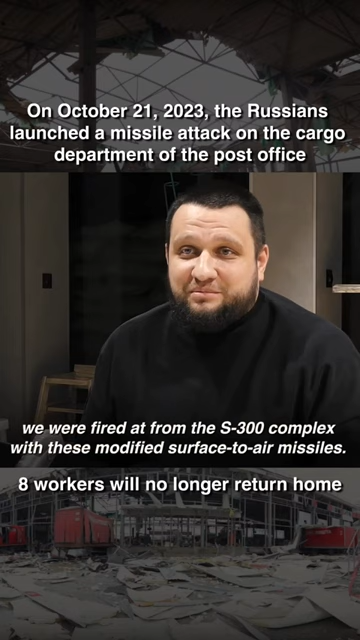 On October 21, 2023, the Russians
launched a missile attack on the cargo
department of the post office
we were fired at from the S-300 complex
with these modified surface-to-air missiles.
8 workers will no longer return home